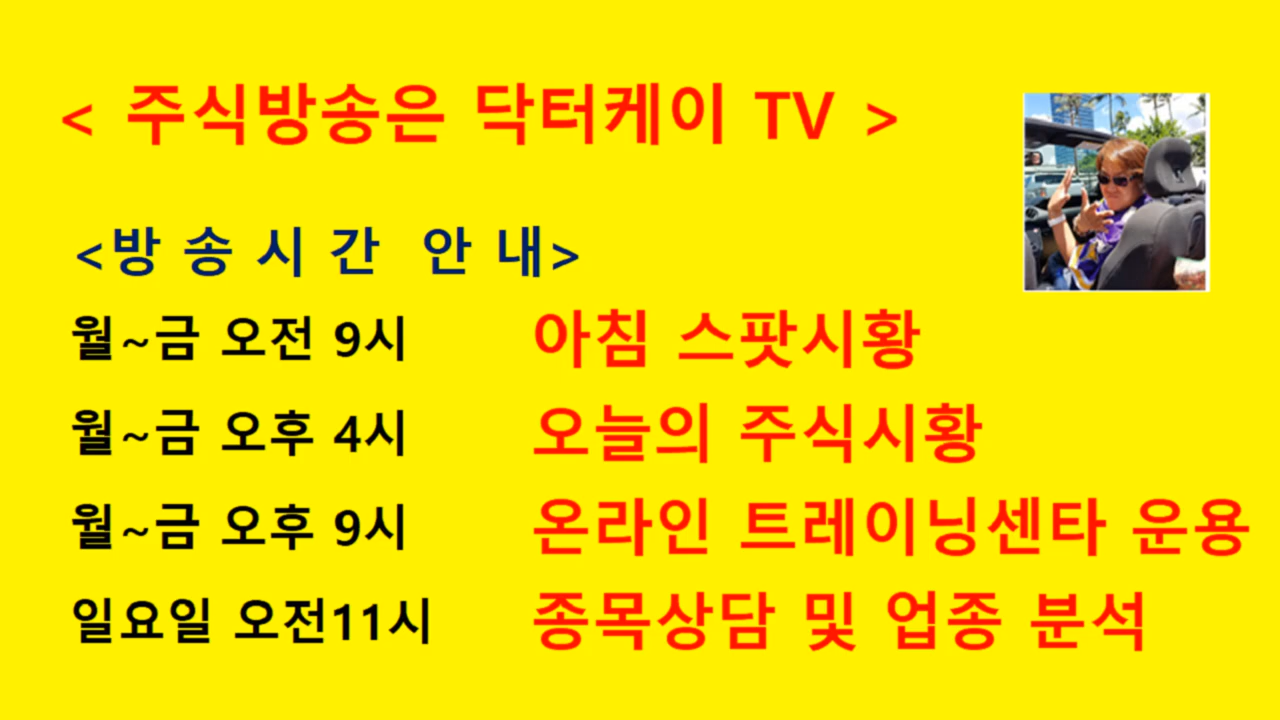 < 주식방송은 닥터케이 TV >
<방 송 시 간 안 내>
월~금 오전 9시 아침 스팟시황
월~금 오후 4시 오늘의 주식시황
월~금 오후 9시 온라인 트레이닝센타 운용
일요일 오전11시 종목상담 및 업종 분석